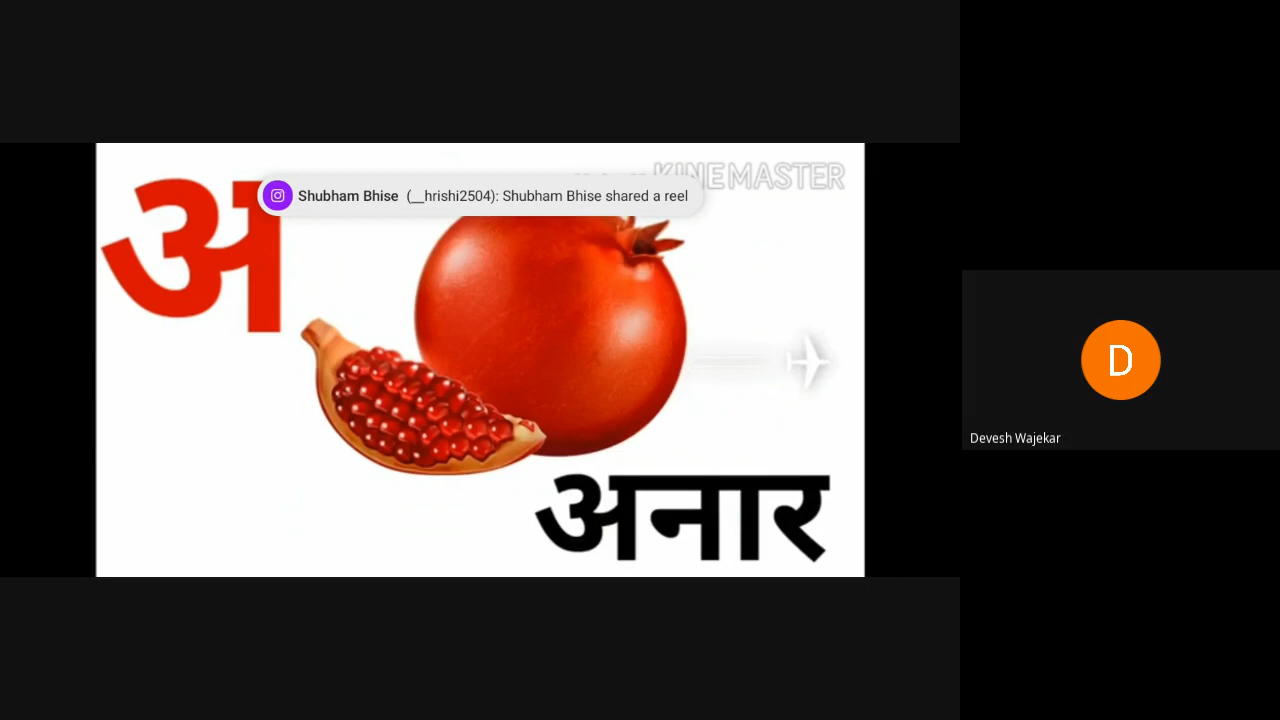 अ
KINEMASTER
Shubham Bhise (__hrishi2504): Shubham Bhise shared a reel
अनार
D
Devesh Wajekar